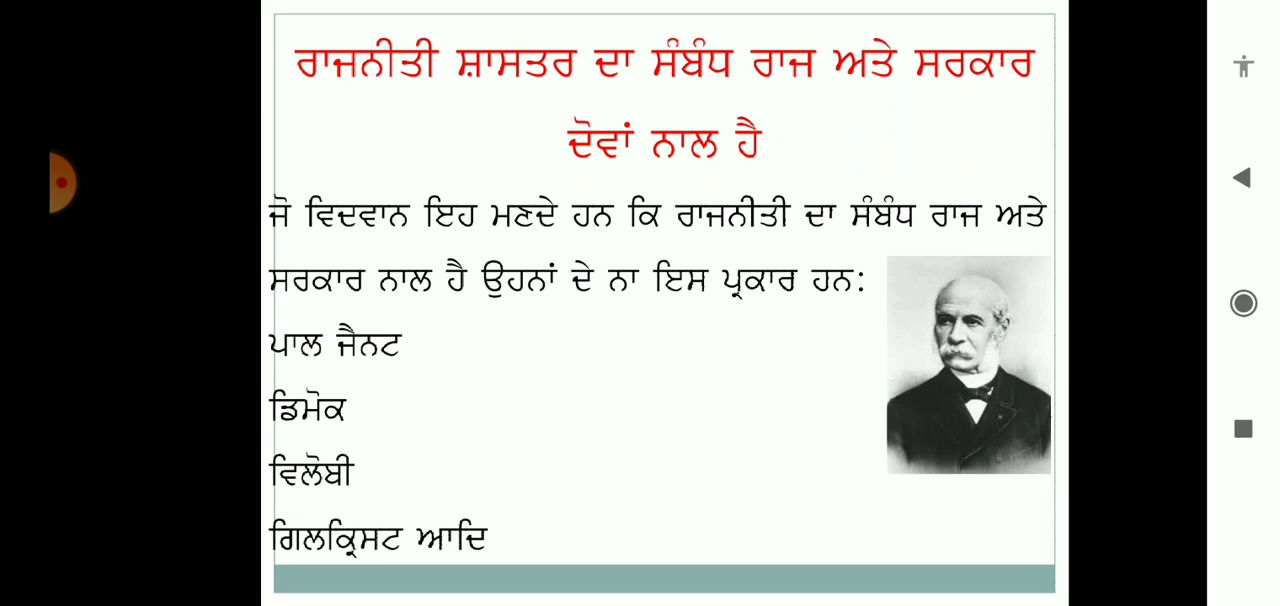 ਰਾਜਨੀਤੀ ਸ਼ਾਸਤਰ ਦਾ ਸੰਬੰਧ ਰਾਜ ਅਤੇ ਸਰਕਾਰ
ਦੋਵਾਂ ਨਾਲ ਹੈ
ਜੋ ਵਿਦਵਾਨ ਇਹ ਮਣਦੇ ਹਨ ਕਿ ਰਾਜਨੀਤੀ ਦਾ ਸੰਬੰਧ ਰਾਜ ਅਤੇ
ਸਰਕਾਰ ਨਾਲ ਹੈ ਉਹਨਾਂ ਦੇ ਨਾ ਇਸ ਪ੍ਰਕਾਰ ਹਨ:
ਪਾਲ ਜੈਨਟ
ਡਿਮੋਕ
ਵਿਲੋਬੀ
ਗਿਲਕ੍ਰਿਸਟ ਆਦਿ